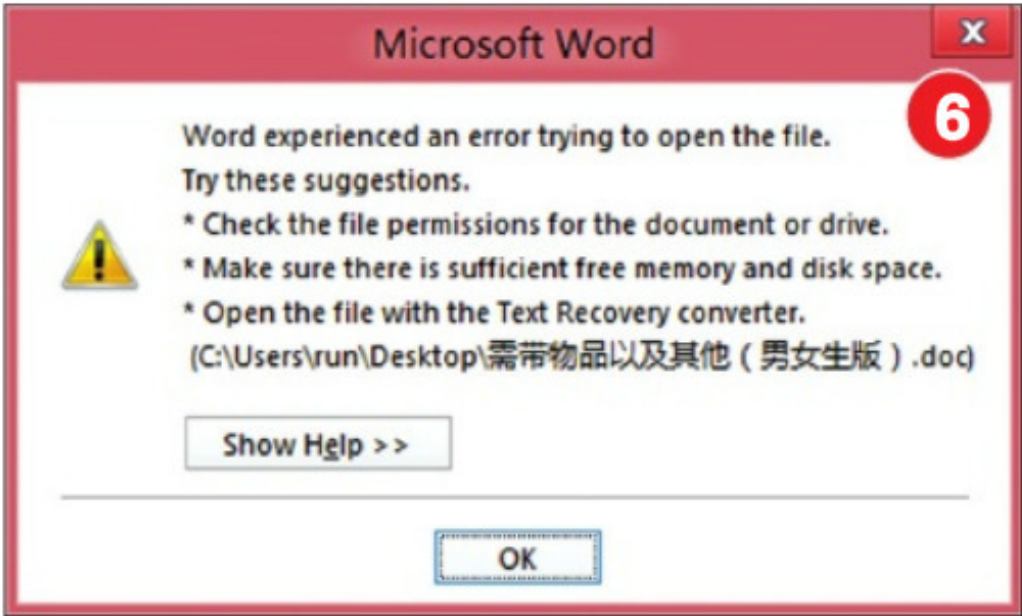 Microsoft Word
x
6
Word experienced an error trying to open the file.
Try these suggestions.
* Check the file permissions for the document or drive.
* Make sure there is sufficient free memory and disk space.
* Open the file with the Text Recovery converter.
(C:\Users\run\Desktop\需带物品以及其他（男女生版）.doc)
Show Help >>
OK